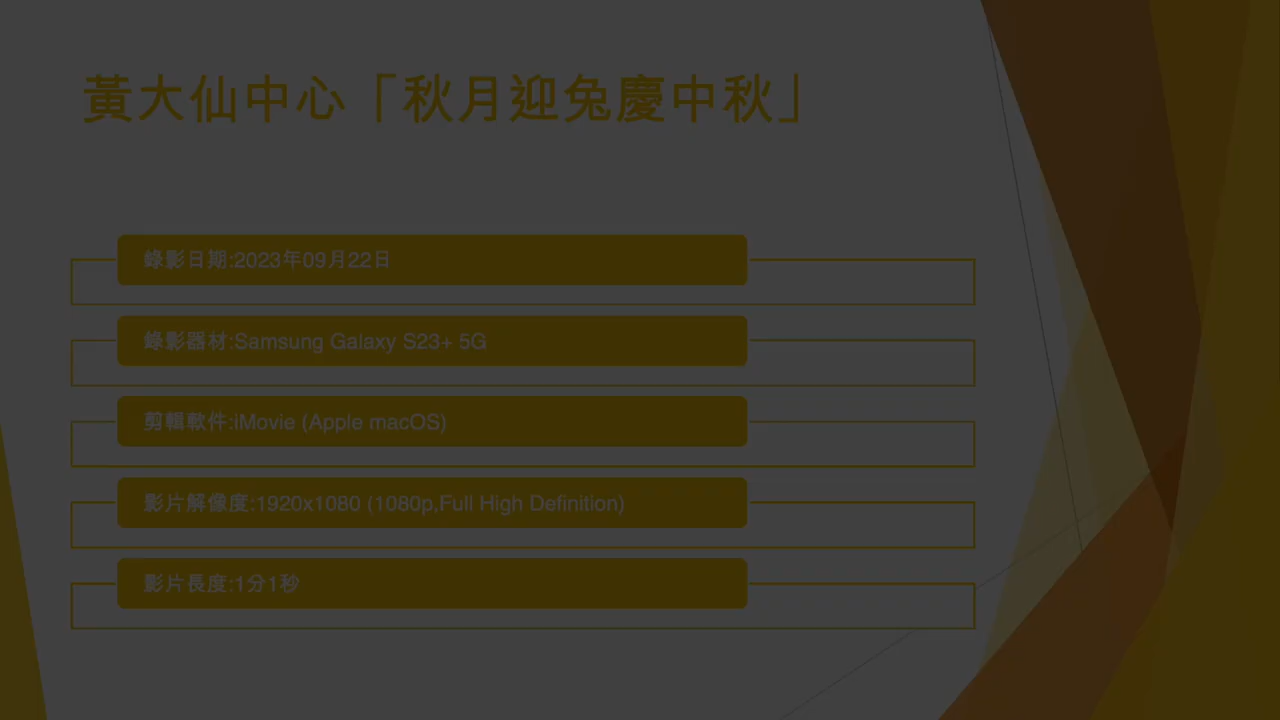 黃大仙中心「秋月迎兔慶中秋」
錄影日期:2023年09月22日
錄影器材:Samsung Galaxy S23+ 5G
剪輯軟件:iMovie (Apple macOS)
影片解像度:1920x1080 (1080p,Full High Definition)
影片長度:1分1秒